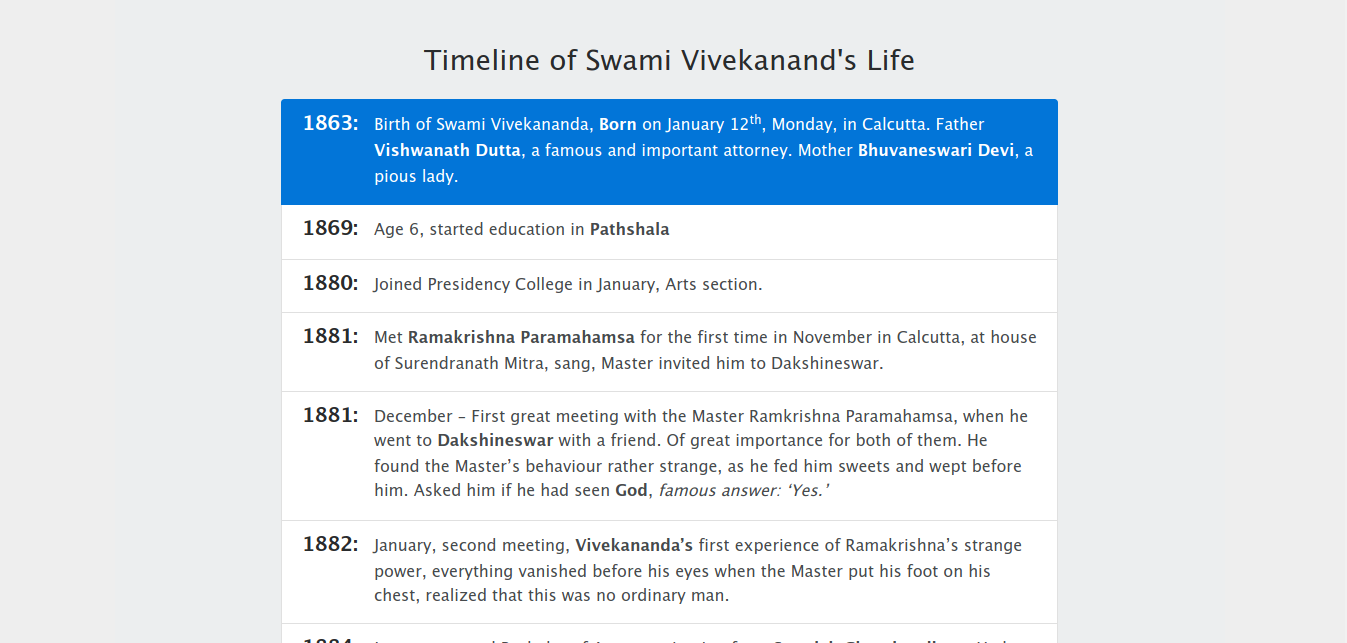 Timeline of Swami Vivekanand's Life
1863: Birth of Swami Vivekananda, Born on January 12th, Monday, in Calcutta. Father
Vishwanath Dutta, a famous and important attorney. Mother Bhuvaneswari Devi, a
pious lady.
1869: Age 6, started education in Pathshala
1880: Joined Presidency College in January, Arts section.
1881: Met Ramakrishna Paramahamsa for the first time in November in Calcutta, at house
of Surendranath Mitra, sang, Master invited him to Dakshineswar.
1881: December – First great meeting with the Master Ramkrishna Paramahamsa, when he
went to Dakshineswar with a friend. Of great importance for both of them. He
found the Master’s behaviour rather strange, as he fed him sweets and wept before
him. Asked him if he had seen God, famous answer: ‘Yes.’
1882: January, second meeting, Vivekananda’s first experience of Ramakrishna’s strange
power, everything vanished before his eyes when the Master put his foot on his
chest, realized that this was no ordinary man.